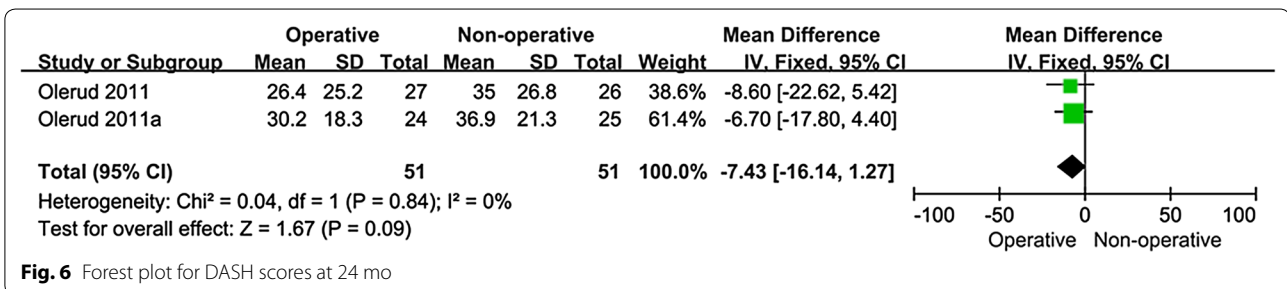 Operative Non-operative Mean Difference Mean Difference
Study or Subgroup Mean SD Total Mean SD Total Weight IV, Fixed, 95% CI IV, Fixed, 95% CI
Olerud 2011 26.4 25.2 27 35 26.8 26 38.6% -8.60 [-22.62, 5.42]
Olerud 2011a 30.2 18.3 24 36.9 21.3 25 61.4% -6.70 [-17.80, 4.40]
Total (95% CI) 51 51 100.0% -7.43 [-16.14, 1.27]
Heterogeneity: Chi² = 0.04, df = 1 (P = 0.84); I² = 0%
Test for overall effect: Z = 1.67 (P = 0.09)
-100 -50 0 50 100
Operative Non-operative
Fig. 6 Forest plot for DASH scores at 24 mo